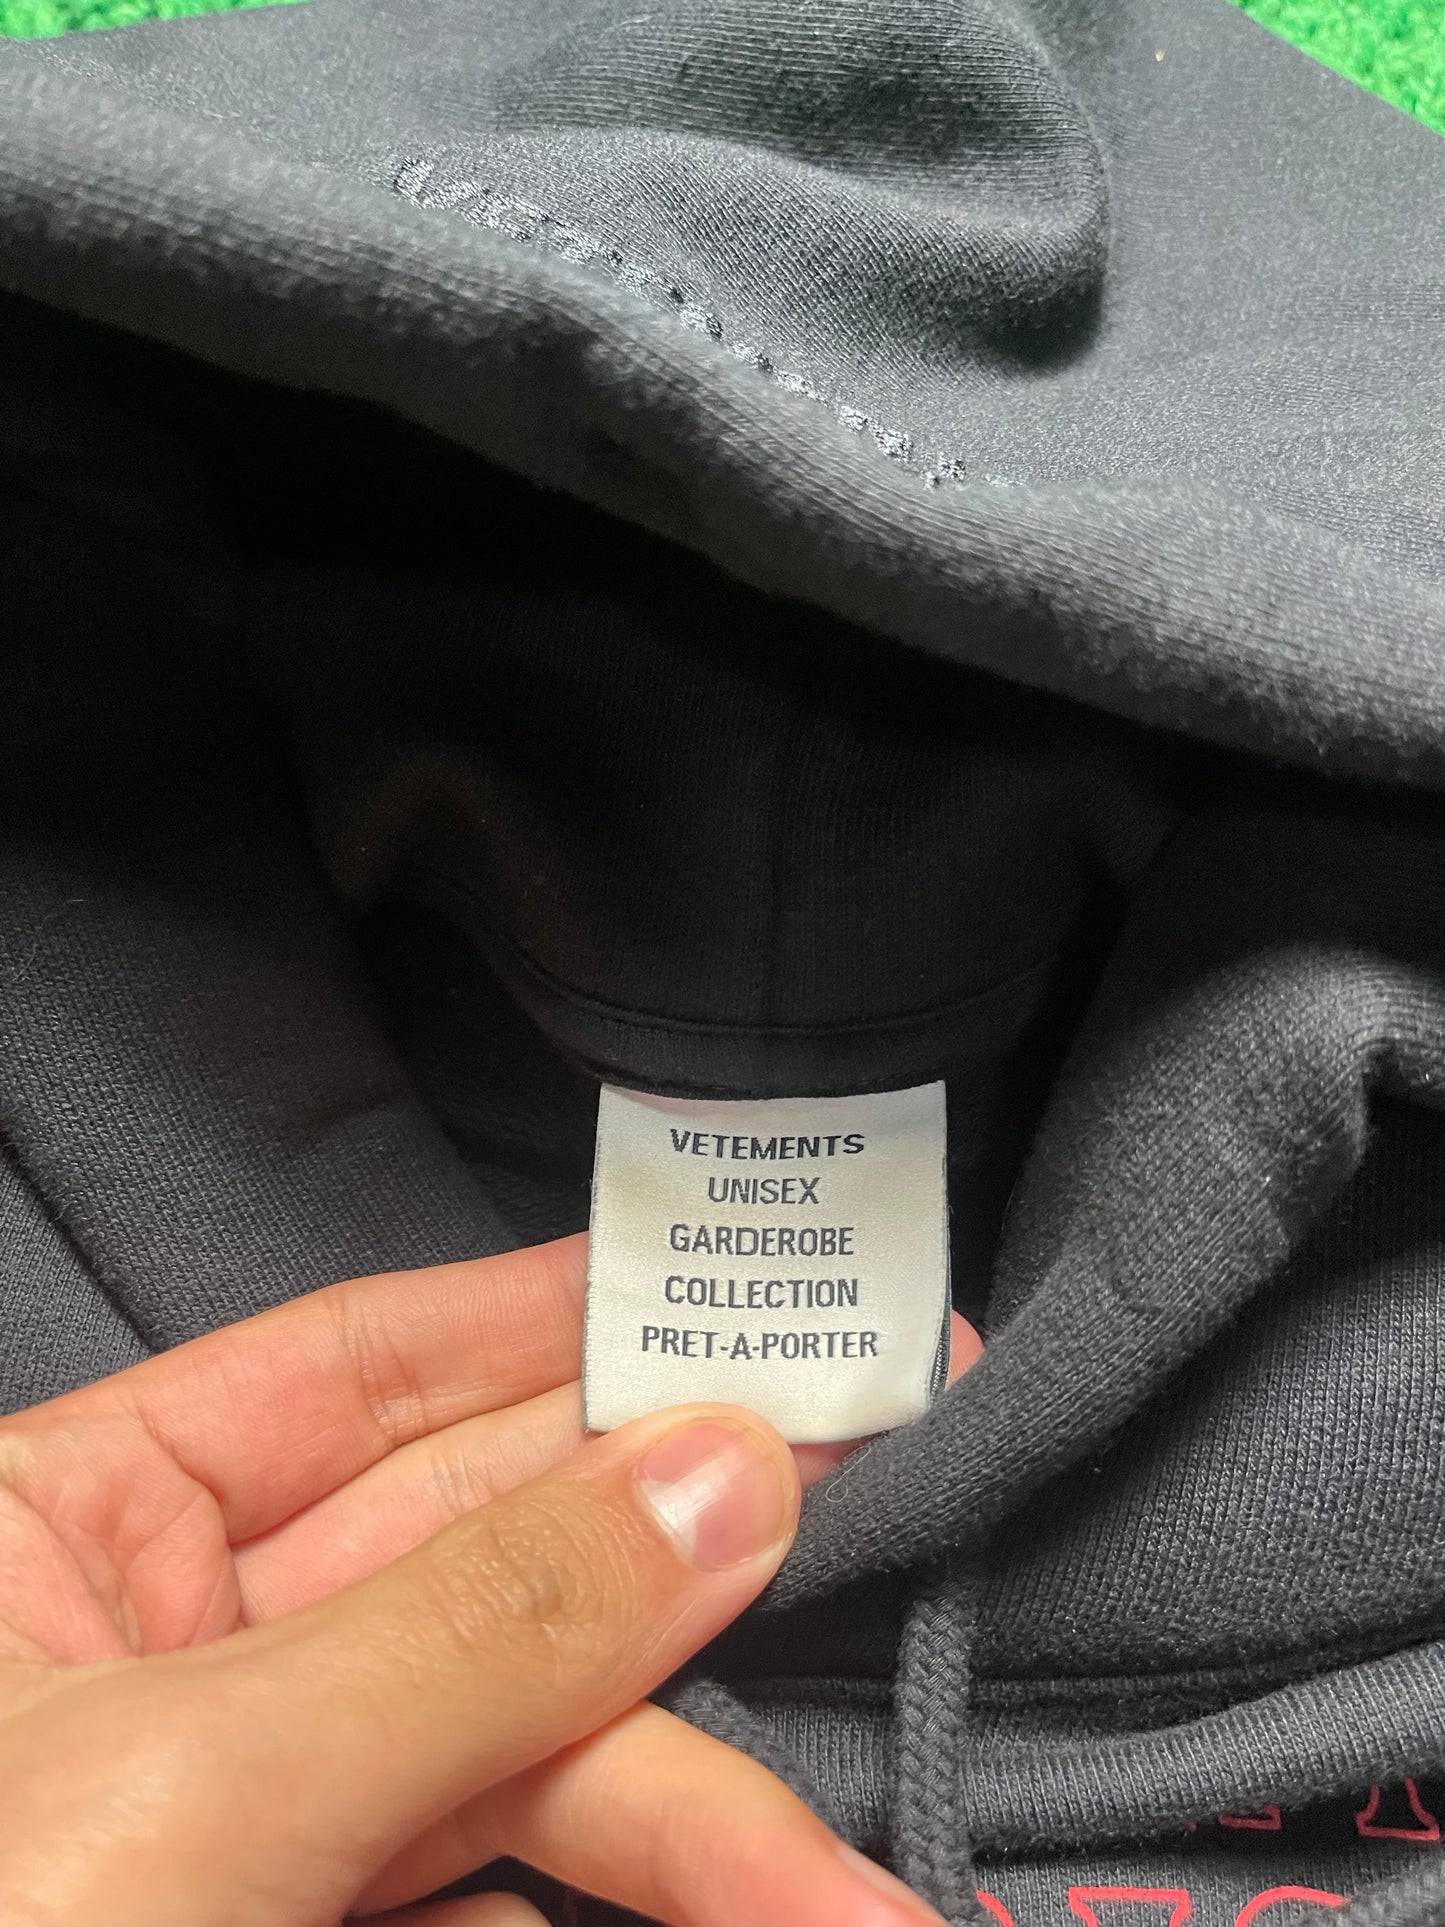 VETEMENTS
UNISEX
GARDEROBE
COLLECTION
PRET-A-PORTER